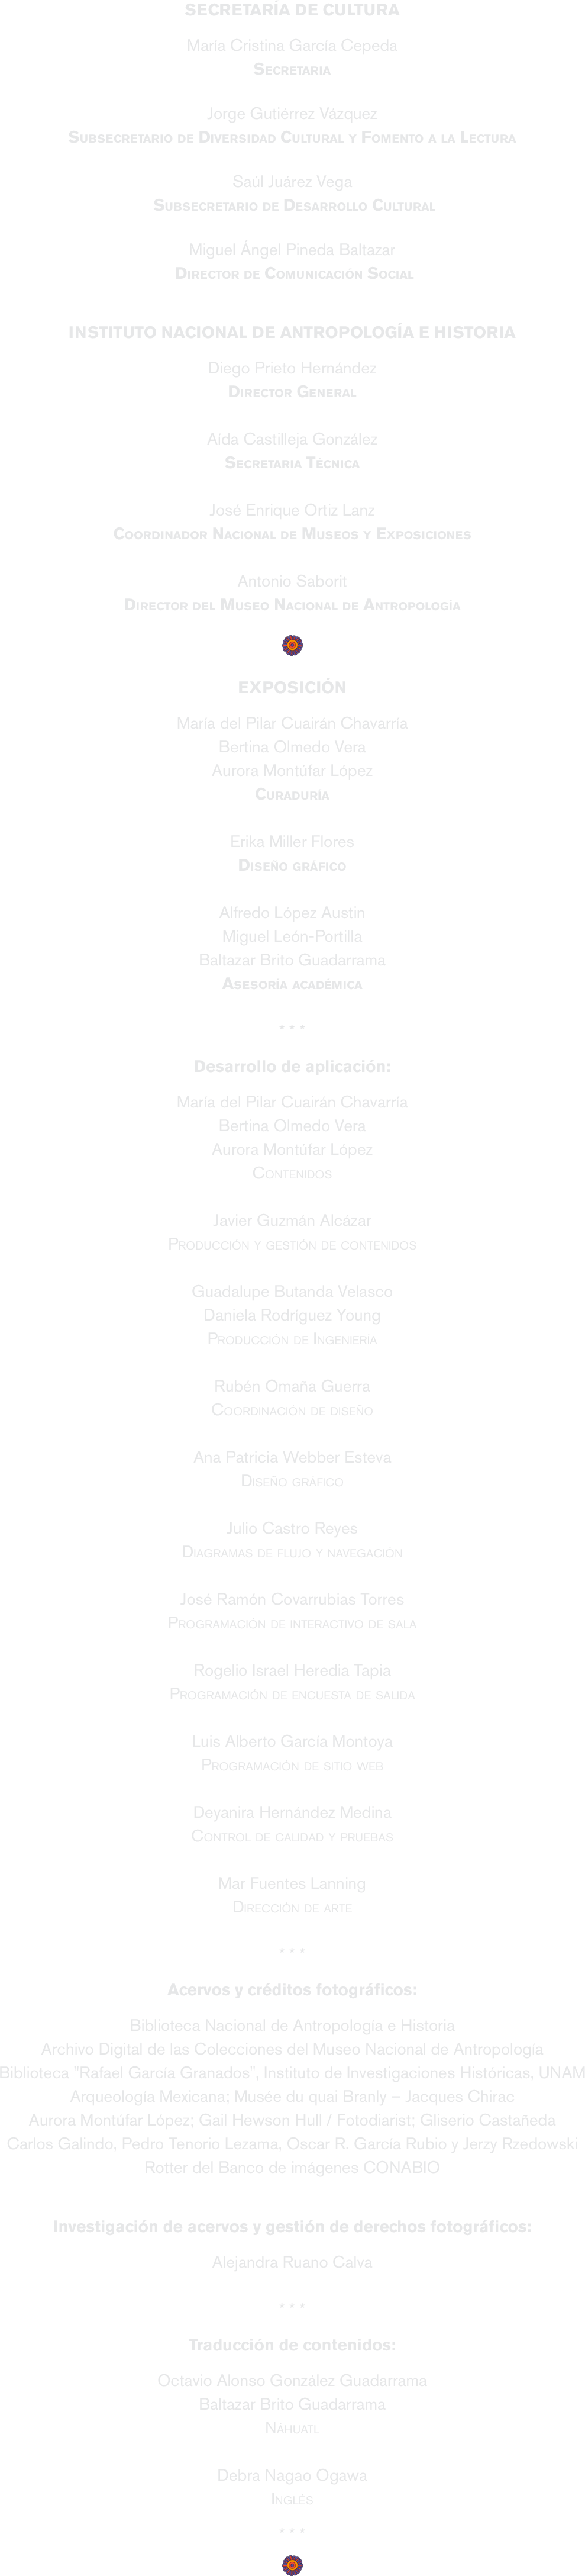 SECRETARÍA DE CULTURA
María Cristina García Cepeda
Secretaria
Jorge Gutiérrez Vázquez
Subsecretario de Diversidad Cultural y Fomento a la Lectura
Saúl Juárez Vega
Subsecretario de Desarrollo Cultural
Miguel Ángel Pineda Baltazar
Director de Comunicación Social
INSTITUTO NACIONAL DE ANTROPOLOGÍA E HISTORIA
Diego Prieto Hernández
Director General
Aída Castilleja González
Secretaria Técnica
José Enrique Ortiz Lanz
Coordinador Nacional de Museos y Exposiciones
Antonio Saborit
Director del Museo Nacional de Antropología
EXPOSICIÓN
María del Pilar Cuairán Chavarría
Bertina Olmedo Vera
Aurora Montúfar López
Curaduría
Erika Miller Flores
Diseño gráfico
Alfredo López Austin
Miguel León-Portilla
Baltazar Brito Guadarrama
Asesoría académica
* * *
Desarrollo de aplicación:
María del Pilar Cuairán Chavarría
Bertina Olmedo Vera
Aurora Montúfar López
Contenidos
Javier Guzmán Alcázar
Producción y gestión de contenidos
Guadalupe Butanda Velasco
Daniela Rodríguez Young
Producción de Ingeniería
Rubén Omaña Guerra
Coordinación de diseño
Ana Patricia Webber Esteva
Diseño gráfico
Julio Castro Reyes
Diagramas de flujo y navegación
José Ramón Covarrubias Torres
Programación de interactivo de sala
Rogelio Israel Heredia Tapia
Programación de encuesta de salida
Luis Alberto García Montoya
Programación de sitio web
Deyanira Hernández Medina
Control de calidad y pruebas
Mar Fuentes Lanning
Dirección de arte
* * *
Acervos y créditos fotográficos:
Biblioteca Nacional de Antropología e Historia
Archivo Digital de las Colecciones del Museo Nacional de Antropología
Biblioteca "Rafael García Granados", Instituto de Investigaciones Históricas, UNAM
Arqueología Mexicana; Musée du quai Branly – Jacques Chirac
Aurora Montúfar López; Gail Hewson Hull / Fotodiarist; Gliserio Castañeda
Carlos Galindo, Pedro Tenorio Lezama, Oscar R. García Rubio y Jerzy Rzedowski
Rotter del Banco de imágenes CONABIO
Investigación de acervos y gestión de derechos fotográficos:
Alejandra Ruano Calva
* * *
Traducción de contenidos:
Octavio Alonso González Guadarrama
Baltazar Brito Guadarrama
Náhuatl
Debra Nagao Ogawa
Inglés
* * *